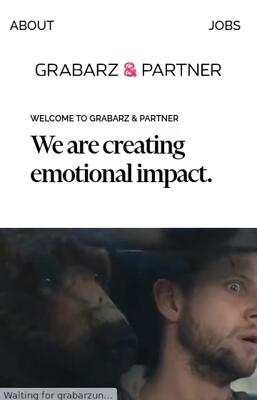 ABOUT JOBS
GRABARZ & PARTNER
WELCOME TO GRABARZ & PARTNER
We are creating
emotional impact.
Waiting for grabarzun...